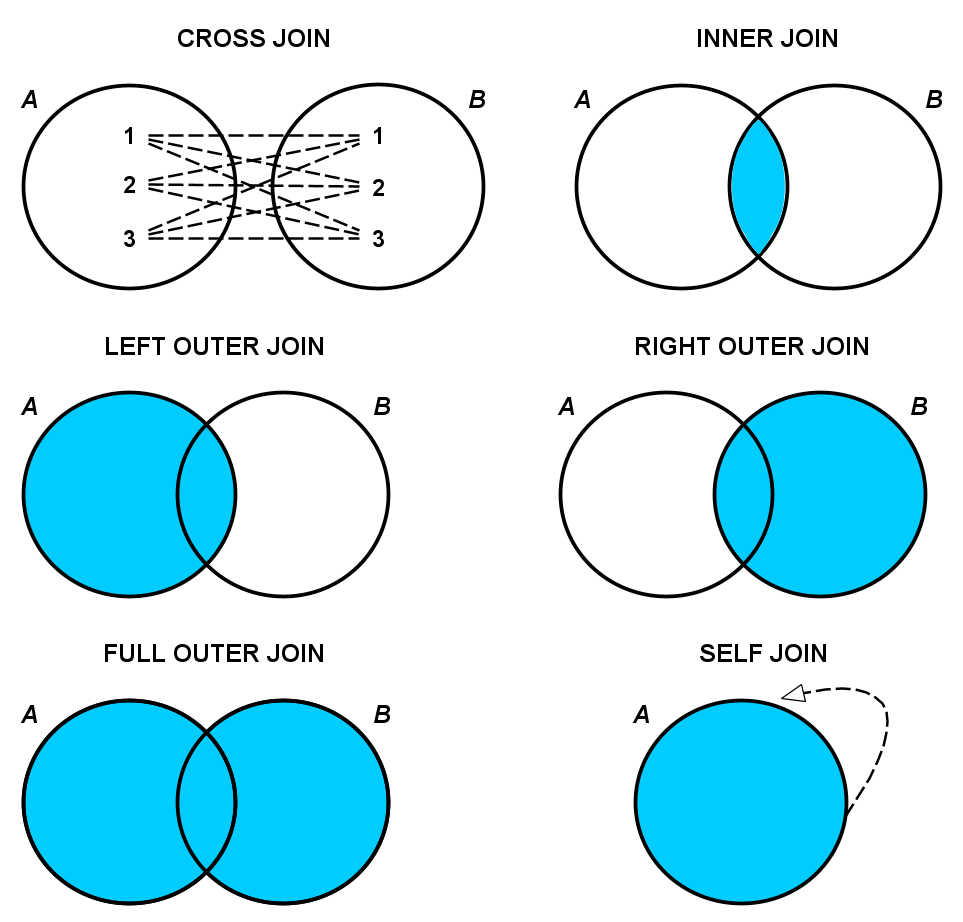 CROSS JOIN
A
B
1
1
2
2
3
3
INNER JOIN
A
B
LEFT OUTER JOIN
A
B
RIGHT OUTER JOIN
A
B
FULL OUTER JOIN
A
B
SELF JOIN
A